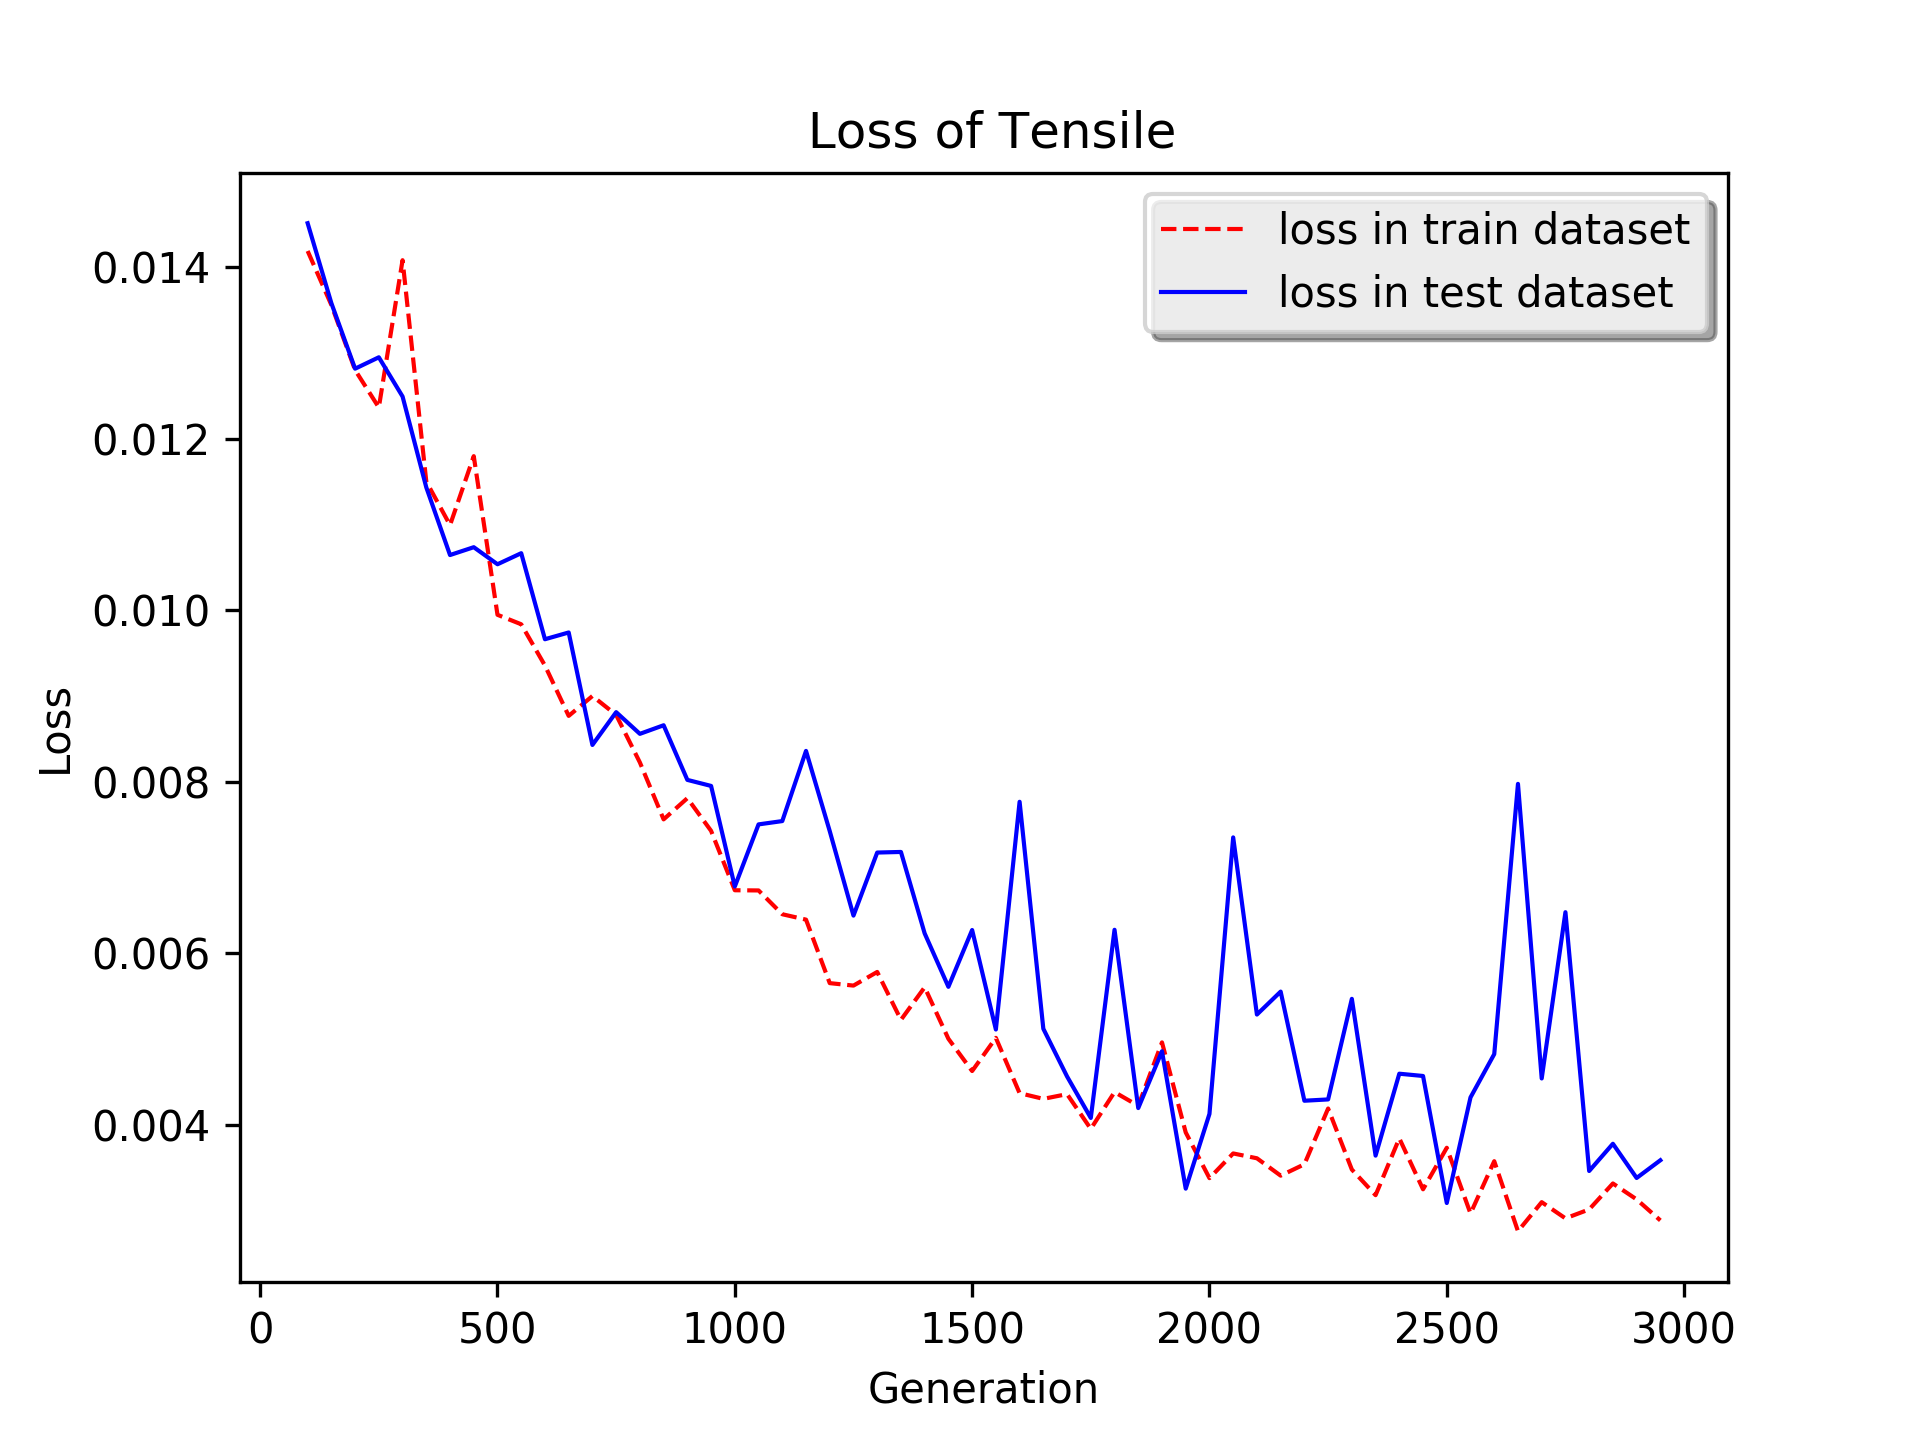 Loss of Tensile
loss in train dataset
loss in test dataset
0.014
0.012
0.010
0.008
0.006
0.004
Loss
0 500 1000 1500 2000 2500 3000
Generation